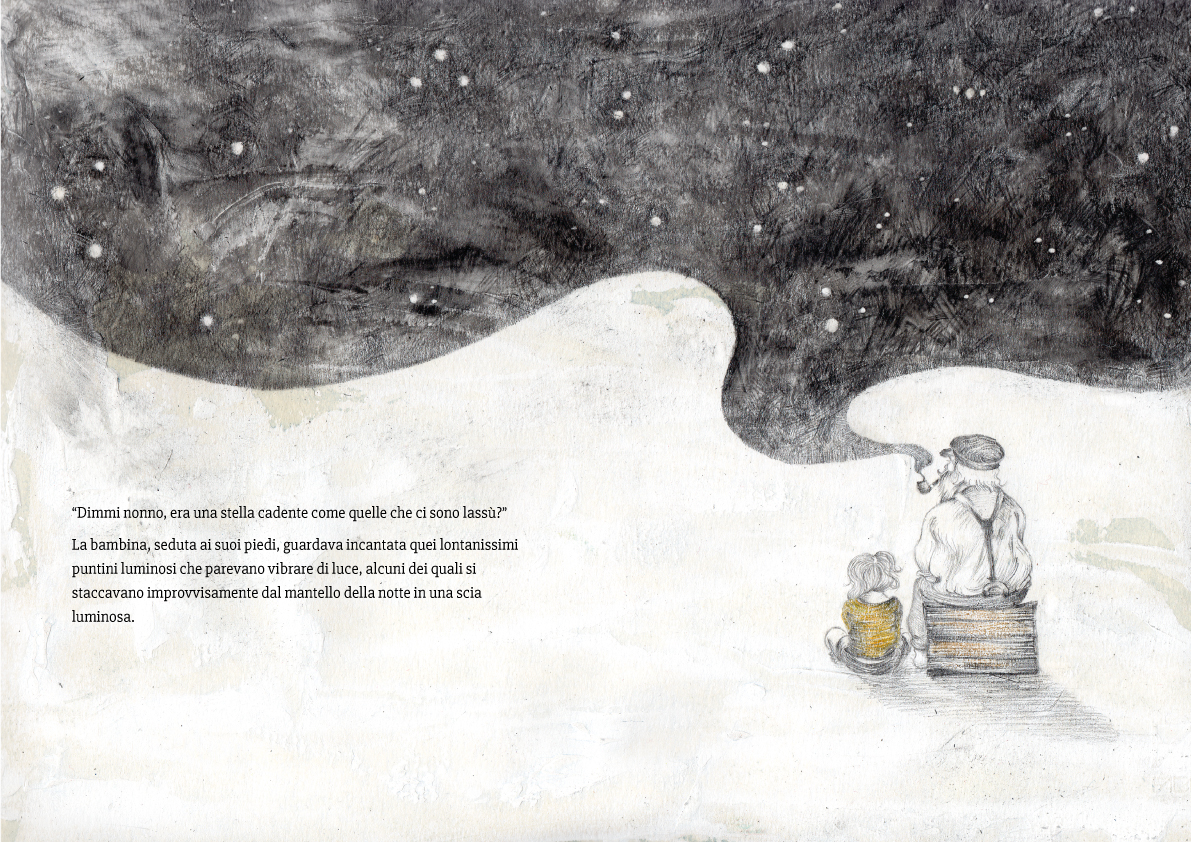 “Dimmi nonno, era una stella cadente come quelle che ci sono lassù?”
La bambina, seduta ai suoi piedi, guardava incantata quei lontanissimi
puntini luminosi che parevano vibrare di luce, alcuni dei quali si
staccavano improvvisamente dal mantello della notte in una scia
luminosa.